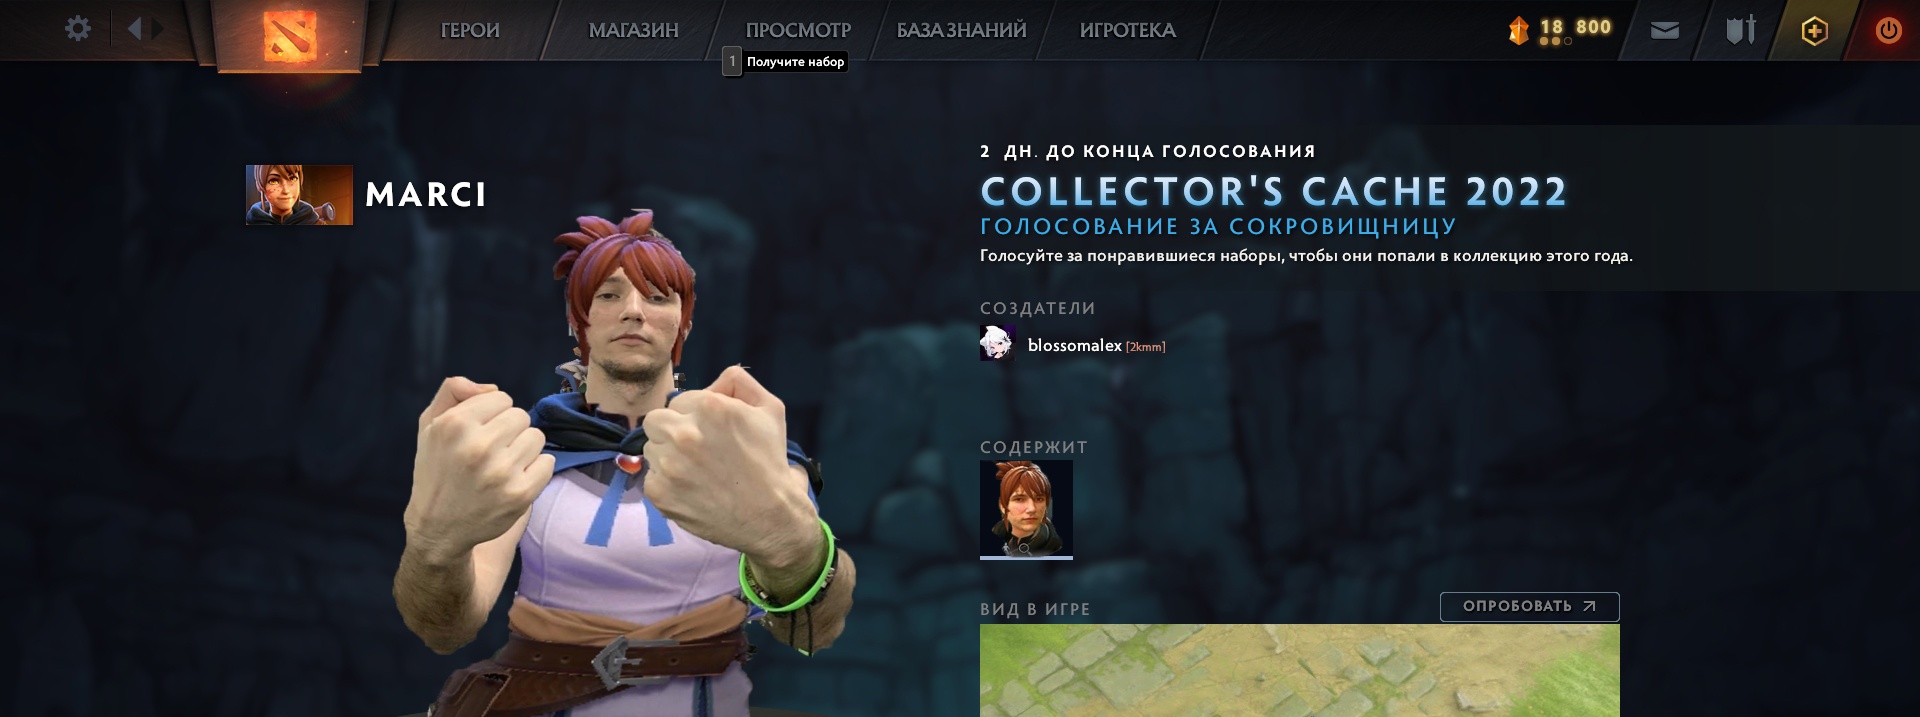 ГЕРОИ
МАГАЗИН
ПРОСМОТР
БАЗА ЗНАНИЙ
ИГРОТЕКА
18 800
1 Получите набор
MARCI
2 ДН. ДО КОНЦА ГОЛОСОВАНИЯ
COLLECTOR'S CACHE 2022
ГОЛОСОВАНИЕ ЗА СОКРОВИЩНИЦУ
Голосуйте за понравившиеся наборы, чтобы они попали в коллекцию этого года.
СОЗДАТЕЛИ
blossomalex [2kmm]
СОДЕРЖИТ
ВИД В ИГРЕ
ОПРОБОВАТЬ